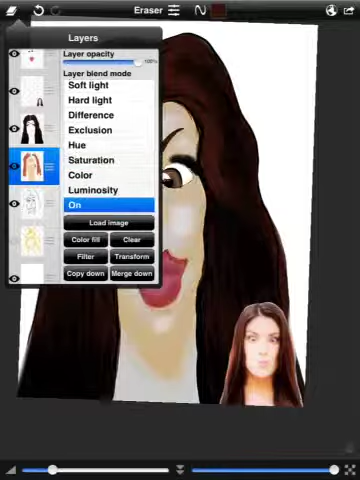 Eraser
Layers
Layer opacity
100%
Layer blend mode
Soft light
Hard light
Difference
Exclusion
Hue
Saturation
Color
Luminosity
On
Load image
Color fill
Clear
Filter
Transform
Copy down
Merge down